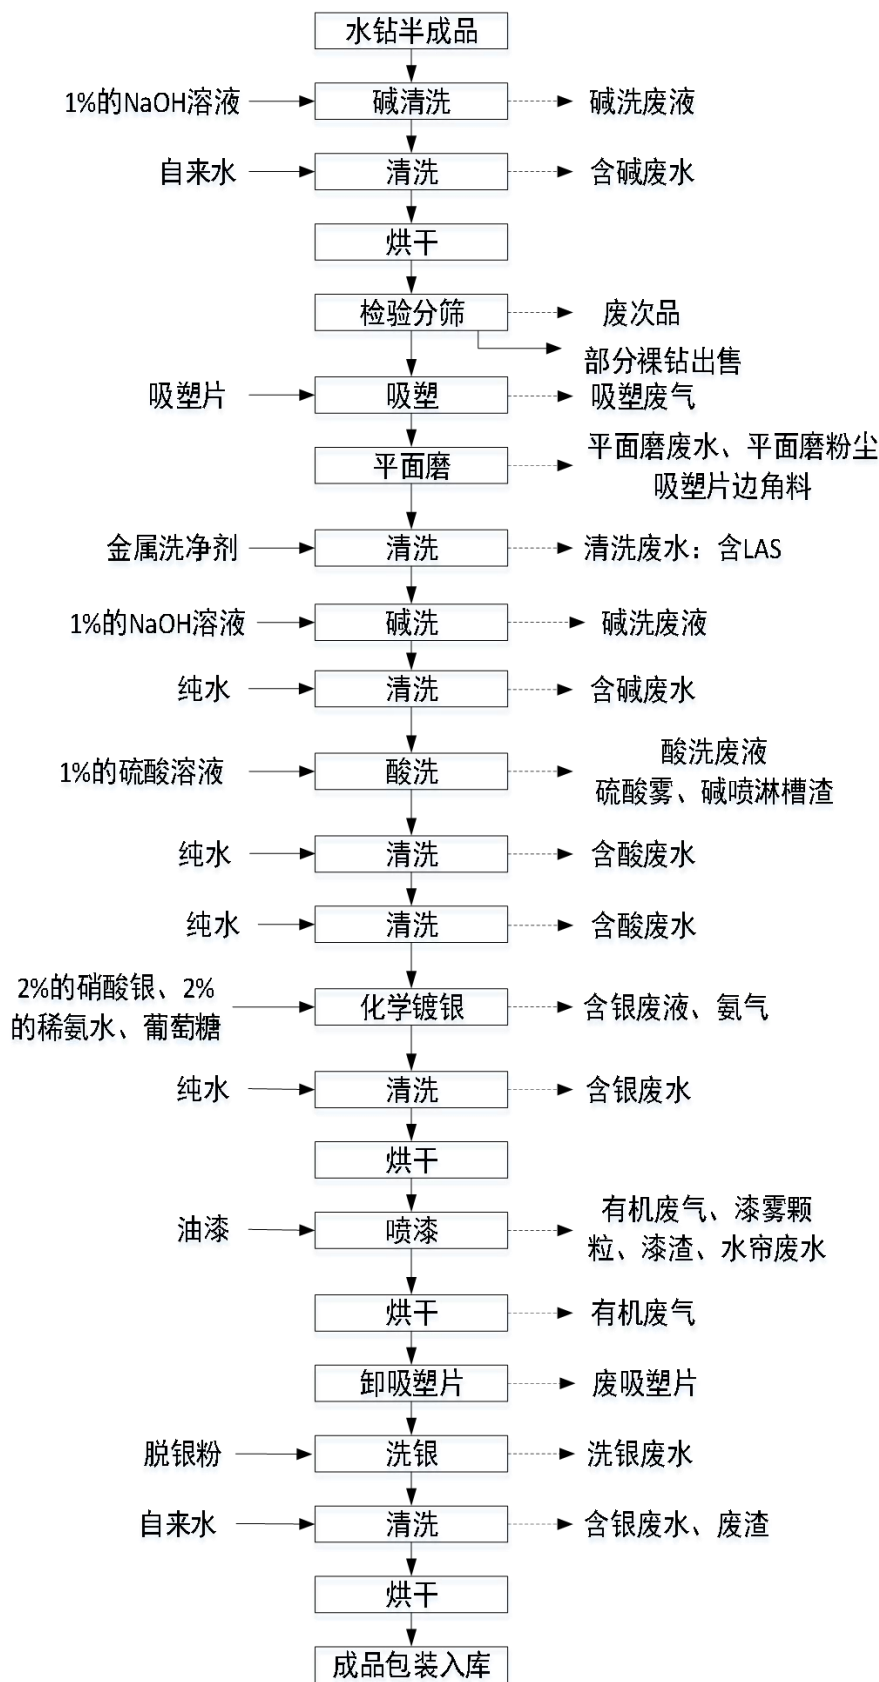 水钻半成品
1%的NaOH溶液
碱清洗
碱洗废液
自来水
清洗
含碱废水
烘干
检验分筛
废次品
部分裸钻出售
吸塑片
吸塑
吸塑废气
平面磨
平面磨废水、平面磨粉尘
吸塑片边角料
金属洗净剂
清洗
清洗废水：含LAS
1%的NaOH溶液
碱洗
碱洗废液
纯水
清洗
含碱废水
1%的硫酸溶液
酸洗
酸洗废液
硫酸雾、碱喷淋槽渣
纯水
清洗
含酸废水
纯水
清洗
含酸废水
2%的硝酸银、2%
的稀氨水、葡萄糖
化学镀银
含银废液、氨气
纯水
清洗
含银废水
烘干
油漆
喷漆
有机废气、漆雾颗
粒、漆渣、水帘废水
烘干
有机废气
卸吸塑片
废吸塑片
脱银粉
洗银
洗银废水
自来水
清洗
含银废水、废渣
烘干
成品包装入库